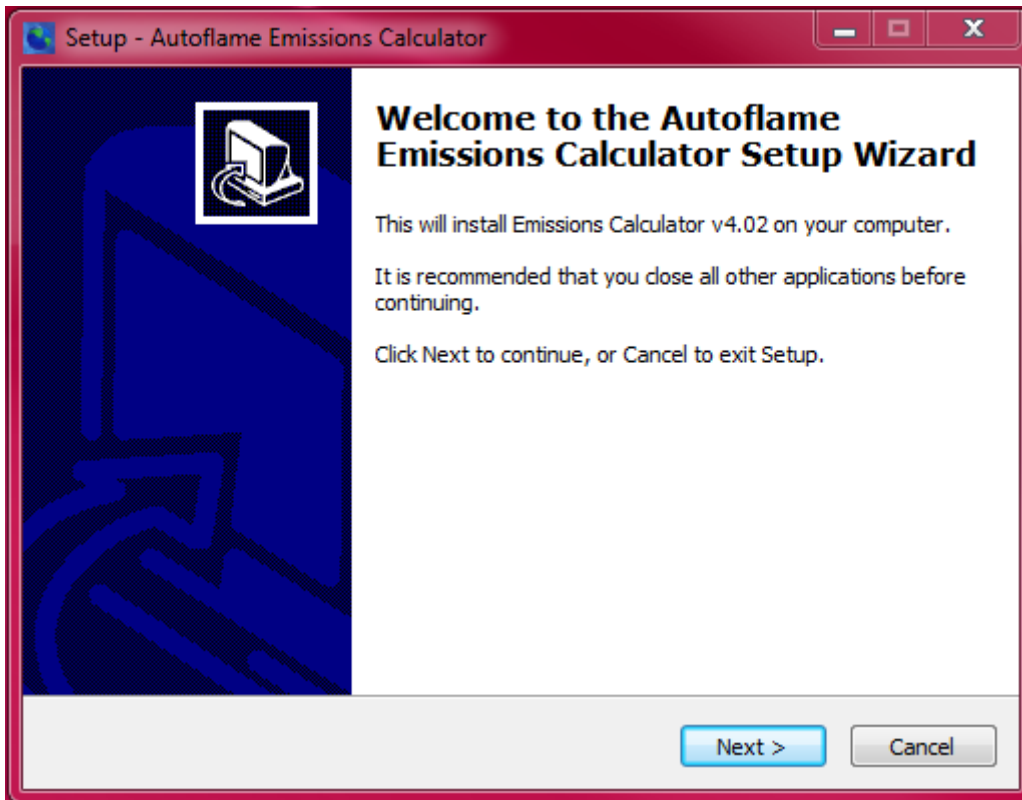 Setup - Autoflame Emissions Calculator
Welcome to the Autoflame
Emissions Calculator Setup Wizard
This will install Emissions Calculator v4.02 on your computer.
It is recommended that you close all other applications before
continuing.
Click Next to continue, or Cancel to exit Setup.
Next >
Cancel